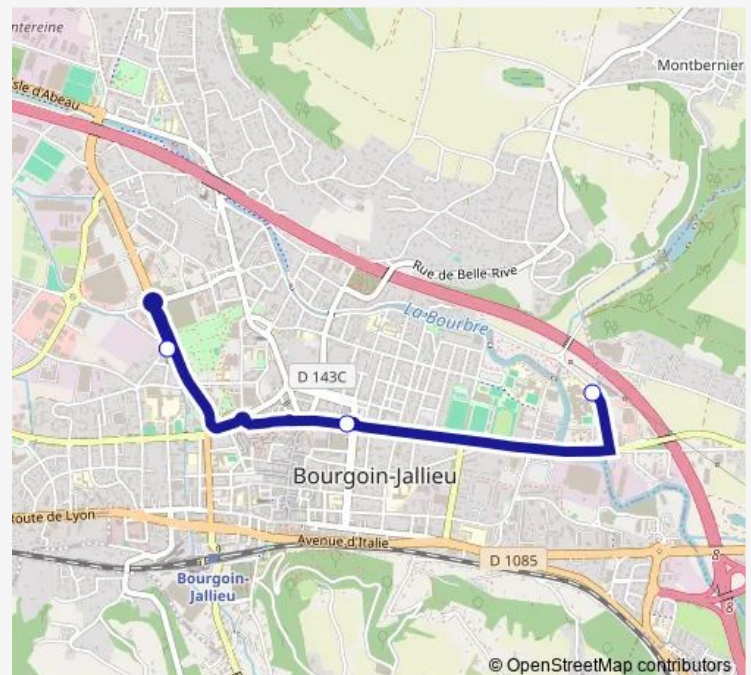 ntereine
Montbernier
sle d'Abeau
Rue de Belle-Rive
La Bourbre
D 143C
Bourgoin-Jallieu
Route de Lyon
Avenue d'Italie
D 1085
8
Bourgoin-
Jallieu
8
© OpenStreetMap contributors